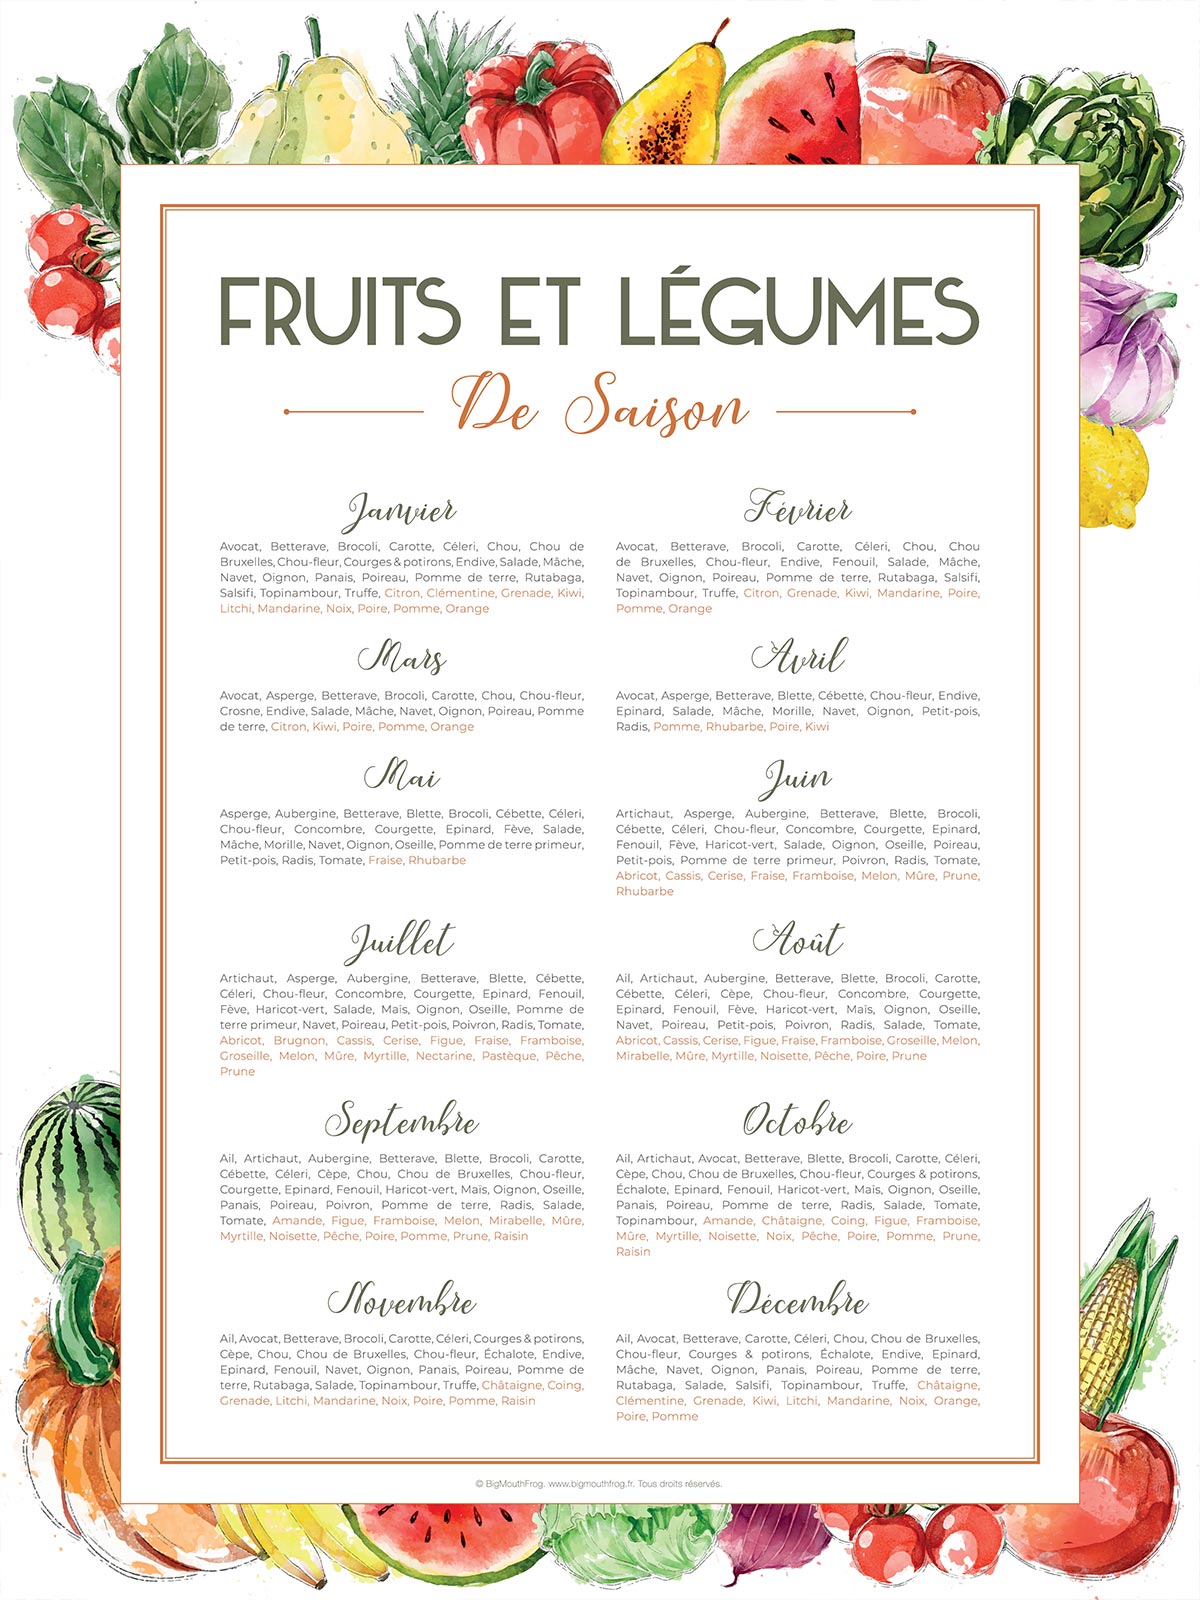 FRUITS ET LÉGUMES
De Saison
Janvier
Avocat, Betterave, Brocoli, Carotte, Céleri, Chou, Chou de
Bruxelles, Chou-fleur, Courges & potirons, Endive, Salade, Mâche,
Navet, Oignon, Panais, Poireau, Pomme de terre, Rutabaga,
Salsifi, Topinambour, Truffe, Citron, Clémentine, Grenade, Kiwi,
Litchi, Mandarine, Noix, Poire, Pomme, Orange
Février
Avocat, Betterave, Brocoli, Carotte, Céleri, Chou, Chou
de Bruxelles, Chou-fleur, Endive, Fenouil, Salade, Mâche,
Navet, Oignon, Poireau, Pomme de terre, Rutabaga, Salsifi,
Topinambour, Truffe, Citron, Grenade, Kiwi, Mandarine, Poire,
Pomme, Orange
Mars
Avocat, Asperge, Betterave, Brocoli, Carotte, Chou, Chou-fleur,
Crosne, Endive, Salade, Mâche, Navet, Oignon, Poireau, Pomme
de terre, Citron, Kiwi, Poire, Pomme, Orange
Avril
Avocat, Asperge, Betterave, Blette, Cébette, Chou-fleur, Endive,
Epinard, Salade, Mâche, Morille, Navet, Oignon, Petit-pois,
Radis, Pomme, Rhubarbe, Poire, Kiwi
Mai
Asperge, Aubergine, Betterave, Blette, Brocoli, Cébette, Céleri,
Chou-fleur, Concombre, Courgette, Epinard, Fève, Salade,
Mâche, Morille, Navet, Oignon, Oseille, Pomme de terre primeur,
Petit-pois, Radis, Tomate, Fraise, Rhubarbe
Juin
Artichaut, Asperge, Aubergine, Betterave, Blette, Brocoli,
Cébette, Céleri, Chou-fleur, Concombre, Courgette, Epinard,
Fenouil, Fève, Haricot-vert, Salade, Oignon, Oseille, Poireau,
Petit-pois, Pomme de terre primeur, Poivron, Radis, Tomate,
Abricot, Cassis, Cerise, Fraise, Framboise, Melon, Mûre, Prune,
Rhubarbe
Juillet
Artichaut, Asperge, Aubergine, Betterave, Blette, Cébette,
Céleri, Chou-fleur, Concombre, Courgette, Epinard, Fenouil,
Fève, Haricot-vert, Salade, Maïs, Oignon, Oseille, Pomme de
terre primeur, Navet, Poireau, Petit-pois, Poivron, Radis, Tomate,
Abricot, Brugnon, Cassis, Cerise, Figue, Fraise, Framboise,
Groseille, Melon, Mûre, Myrtille, Nectarine, Pastèque, Pêche,
Prune
Août
Ail, Artichaut, Aubergine, Betterave, Blette, Brocoli, Carotte,
Cébette, Céleri, Cèpe, Chou-fleur, Concombre, Courgette,
Epinard, Fenouil, Fève, Haricot-vert, Maïs, Oignon, Oseille,
Navet, Poireau, Petit-pois, Poivron, Radis, Salade, Tomate,
Abricot, Cassis, Cerise, Figue, Fraise, Framboise, Groseille, Melon,
Mirabelle, Mûre, Myrtille, Noisette, Pêche, Poire, Prune
Septembre
Ail, Artichaut, Aubergine, Betterave, Blette, Brocoli, Carotte,
Cébette, Céleri, Cèpe, Chou, Chou de Bruxelles, Chou-fleur,
Courgette, Epinard, Fenouil, Haricot-vert, Maïs, Oignon, Oseille,
Panais, Poireau, Poivron, Pomme de terre, Radis, Salade,
Tomate, Amande, Figue, Framboise, Melon, Mirabelle, Mûre,
Myrtille, Noisette, Pêche, Poire, Pomme, Prune, Raisin
Octobre
Ail, Artichaut, Avocat, Betterave, Blette, Brocoli, Carotte, Céleri,
Cèpe, Chou, Chou de Bruxelles, Chou-fleur, Courges & potirons,
Échalote, Epinard, Fenouil, Haricot-vert, Maïs, Oignon, Oseille,
Panais, Poireau, Pomme de terre, Radis, Salade, Tomate,
Topinambour, Amande, Châtaigne, Coing, Figue, Framboise,
Mûre, Myrtille, Noisette, Noix, Pêche, Poire, Pomme, Prune,
Raisin
Novembre
Ail, Avocat, Betterave, Brocoli, Carotte, Céleri, Courges & potirons,
Cèpe, Chou, Chou de Bruxelles, Chou-fleur, Échalote, Endive,
Epinard, Fenouil, Navet, Oignon, Panais, Poireau, Pomme de
terre, Rutabaga, Salade, Topinambour, Truffe, Châtaigne, Coing,
Grenade, Litchi, Mandarine, Noix, Poire, Pomme, Raisin
Décembre
Ail, Avocat, Betterave, Carotte, Céleri, Chou, Chou de Bruxelles,
Chou-fleur, Courges & potirons, Échalote, Endive, Epinard,
Mâche, Navet, Oignon, Panais, Poireau, Pomme de terre,
Rutabaga, Salade, Salsifi, Topinambour, Truffe, Châtaigne,
Clémentine, Grenade, Kiwi, Litchi, Mandarine, Noix, Orange,
Poire, Pomme
© BigMouthFrog. www.bigmouthfrog.fr. Tous droits réservés.